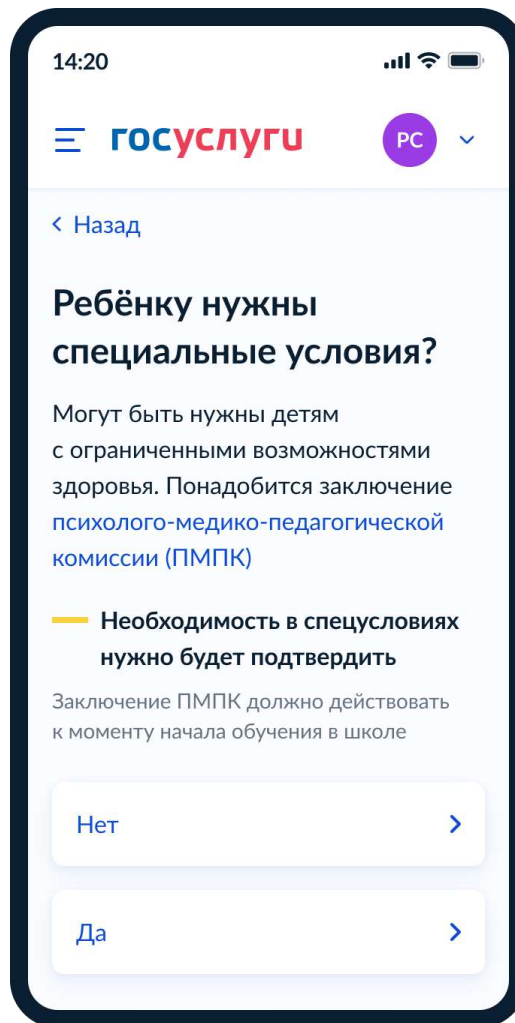 14:20
госуслуги
РС
Назад
Ребёнку нужны
специальные условия?
Могут быть нужны детям
с ограниченными возможностями
здоровья. Понадобится заключение
психолого-медико-педагогической
комиссии (ПМПК)
Необходимость в спецусловиях
нужно будет подтвердить
Заключение ПМПК должно действовать
к моменту начала обучения в школе
Нет
Да